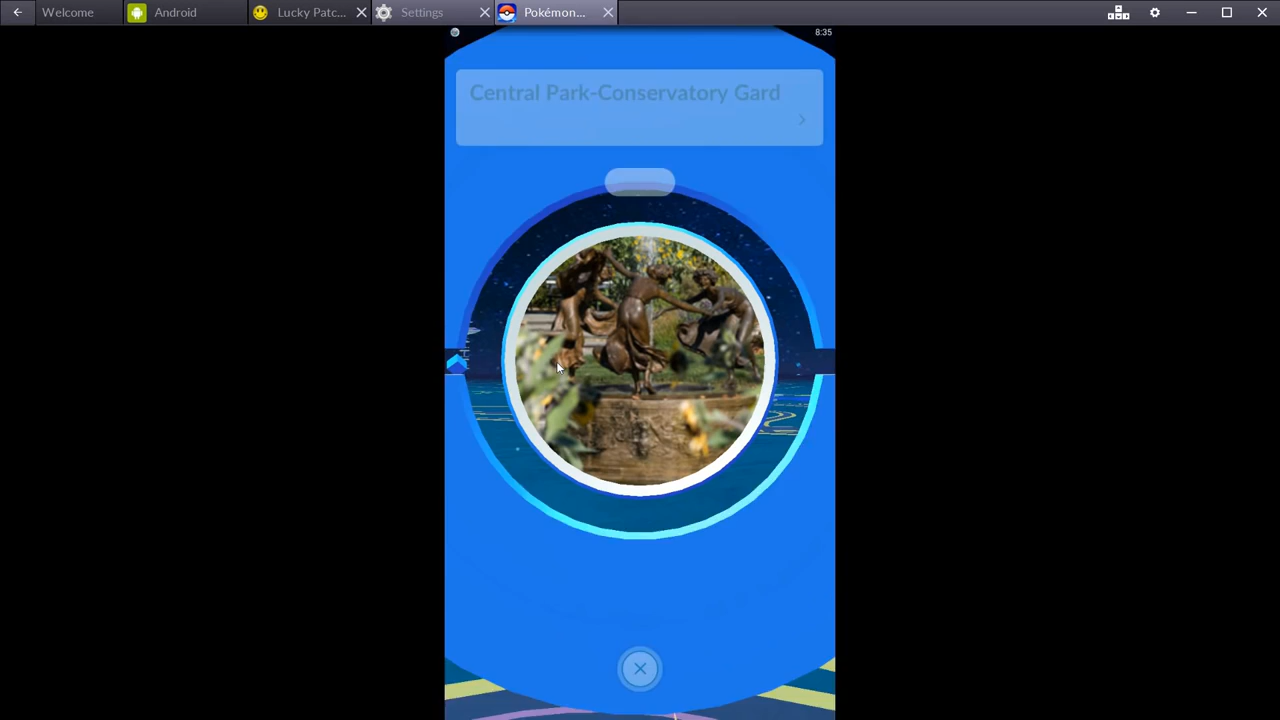 Welcome
Android
Lucky Patc...
Settings
Pokémon...
8:35
Central Park-Conservatory Gard